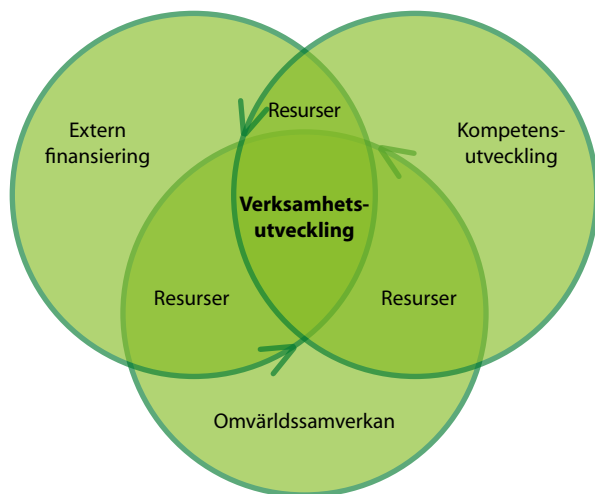 Resurser
Extern
finansiering
Kompetens-
utveckling
Verksamhets-
utveckling
Resurser
Resurser
Omvärldssamverkan